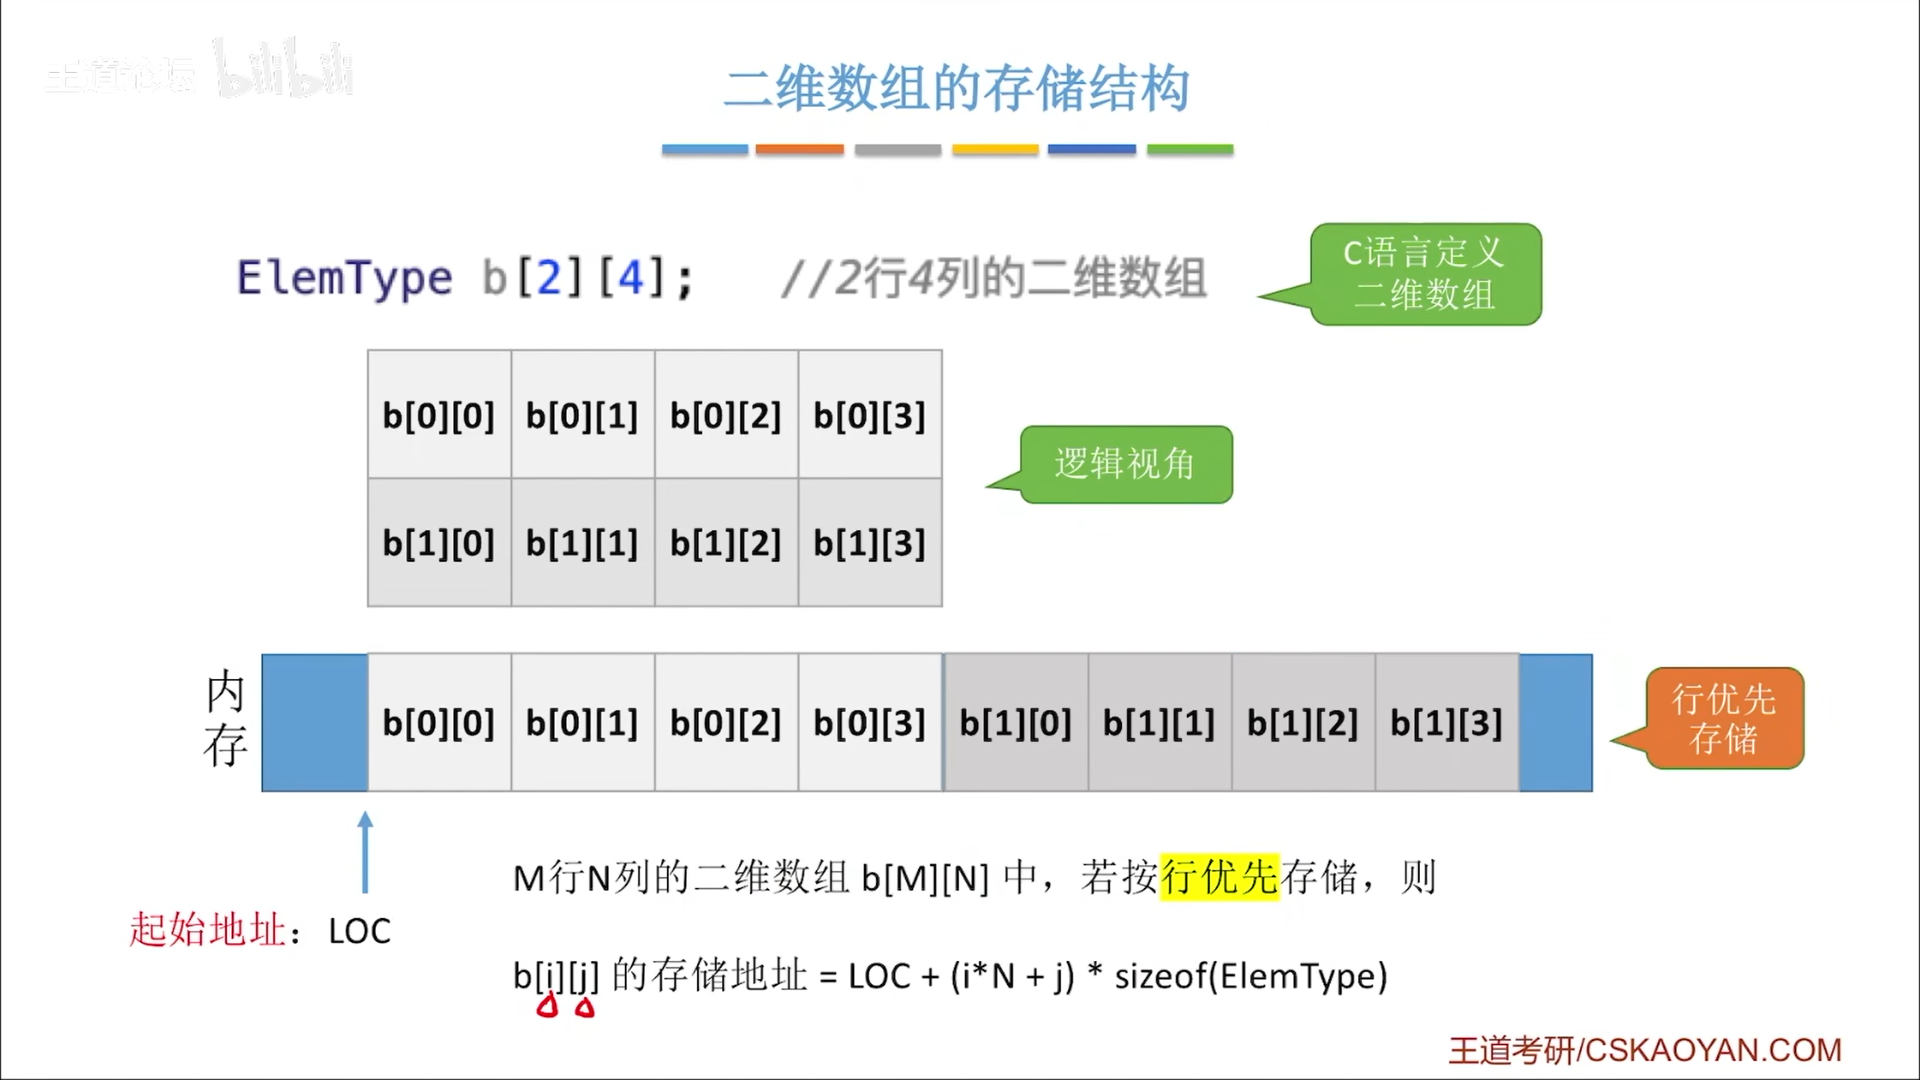 王道论坛 bilibili
二维数组的存储结构
ElemType b[2][4]; //2行4列的二维数组
C语言定义
二维数组
b[0][0] b[0][1] b[0][2] b[0][3]
逻辑视角
b[1][0] b[1][1] b[1][2] b[1][3]
内存
b[0][0] b[0][1] b[0][2] b[0][3] b[1][0] b[1][1] b[1][2] b[1][3]
行优先
存储
起始地址：LOC
M行N列的二维数组 b[M][N] 中，若按行优先存储，则
b[i][j] 的存储地址 = LOC + (i*N + j) * sizeof(ElemType)
王道考研/CSKAOYAN.COM